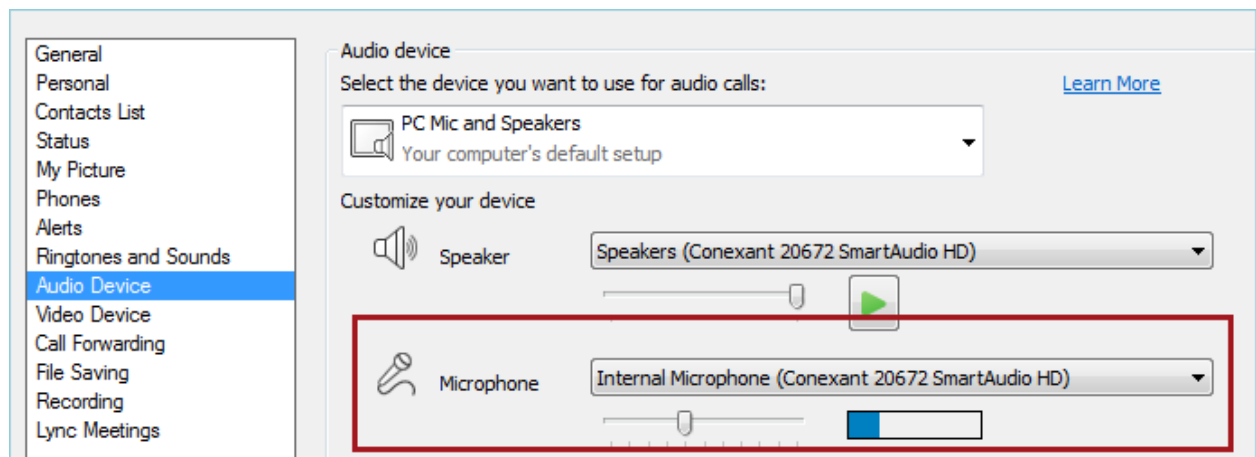 General
Personal
Contacts List
Status
My Picture
Phones
Alerts
Ringtones and Sounds
Audio Device
Video Device
Call Forwarding
File Saving
Recording
Lync Meetings
Audio device
Select the device you want to use for audio calls:
Learn More
PC Mic and Speakers
Your computer's default setup
Customize your device
Speaker
Speakers (Conexant 20672 SmartAudio HD)
Microphone
Internal Microphone (Conexant 20672 SmartAudio HD)